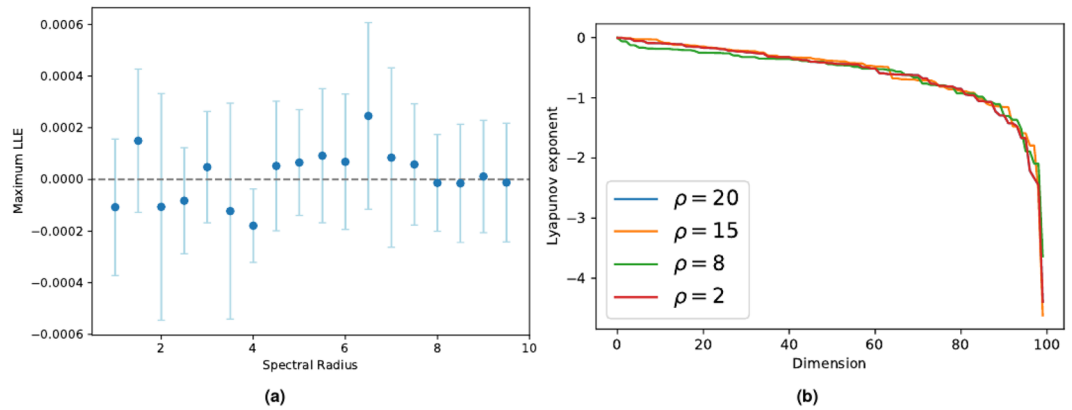 0.0006
0.0004
0.0002
0.0000
−0.0002
−0.0004
−0.0006
Maximum LLE
2 4 6 8 10
Spectral Radius
(a)
0
−1
−2
−3
−4
Lyapunov exponent
ρ = 20
ρ = 15
ρ = 8
ρ = 2
0 20 40 60 80 100
Dimension
(b)